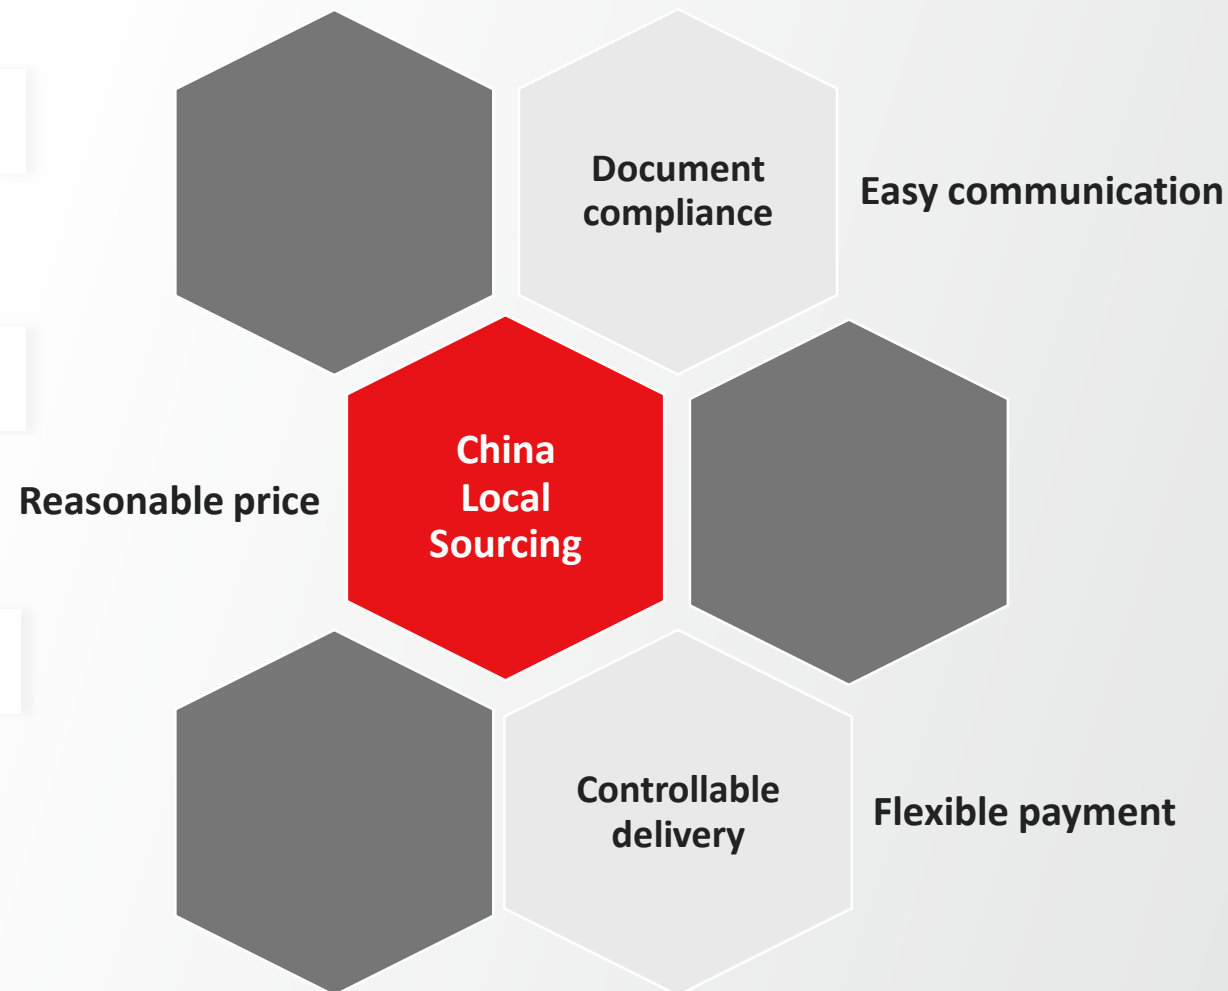 Document
compliance
Easy communication
China
Local
Sourcing
Reasonable price
Controllable
delivery
Flexible payment